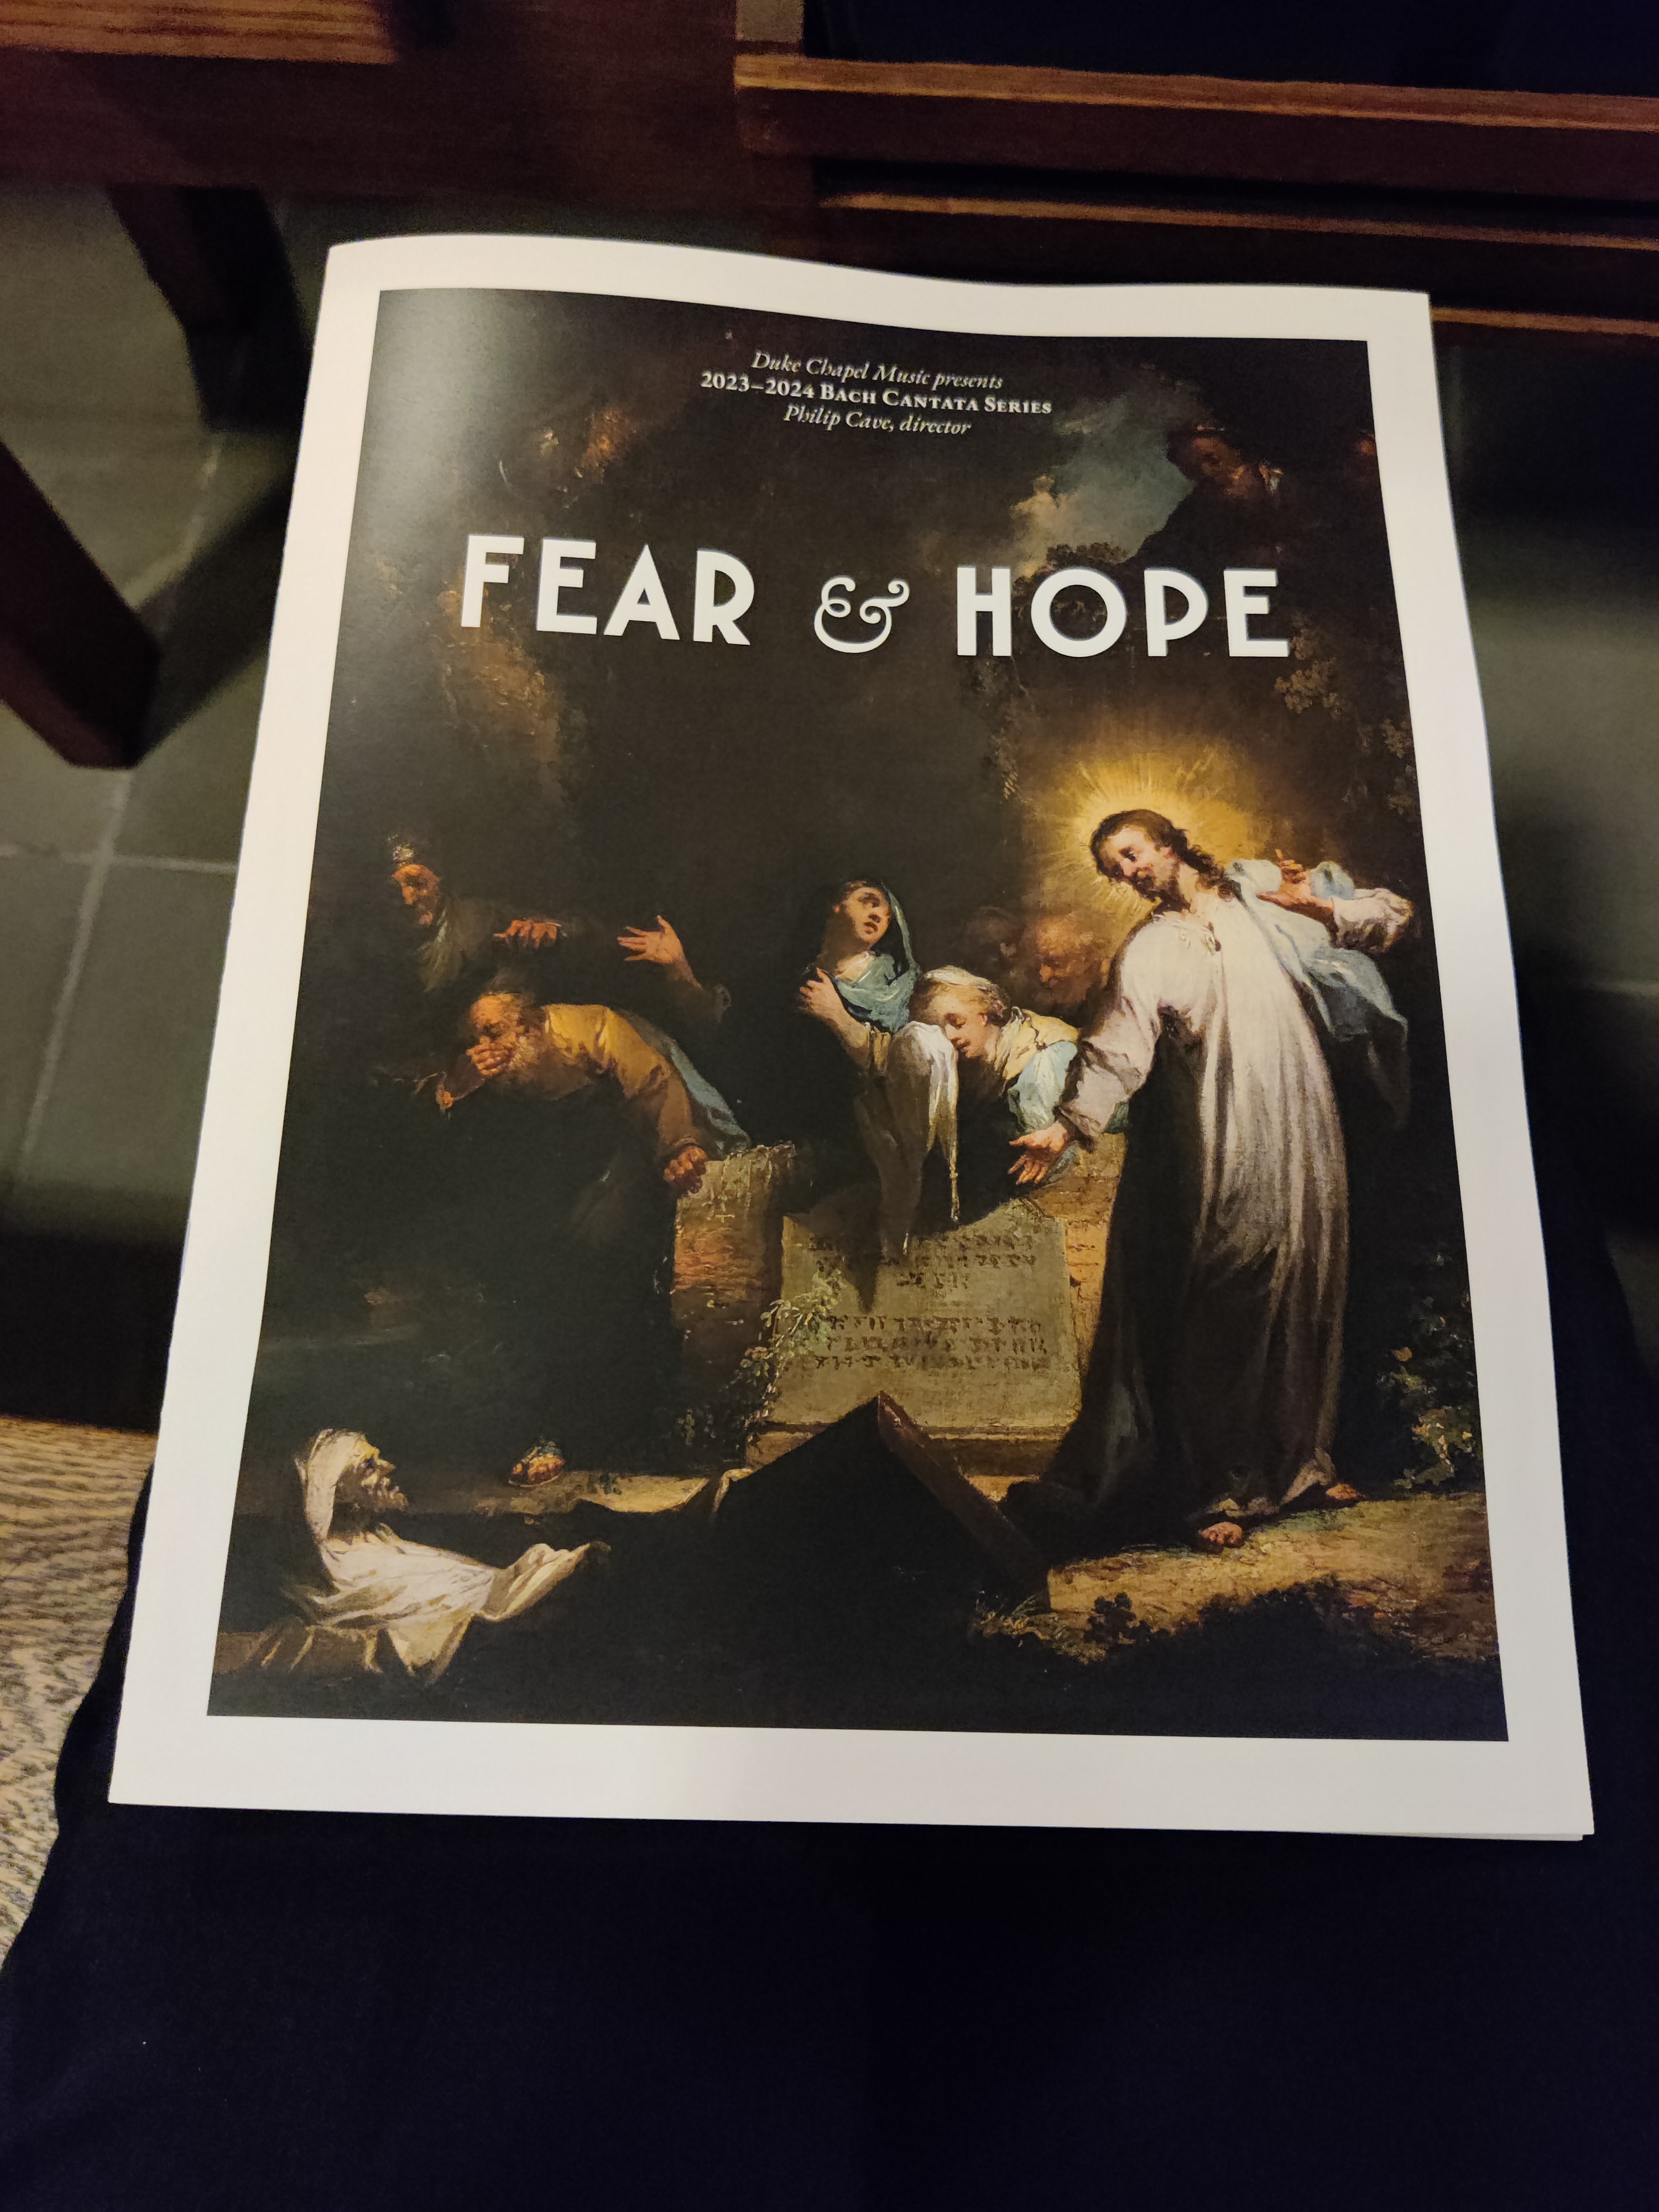 Duke Chapel Music presents
2023–2024 Bach Cantata Series
Philip Cave, director
FEAR & HOPE